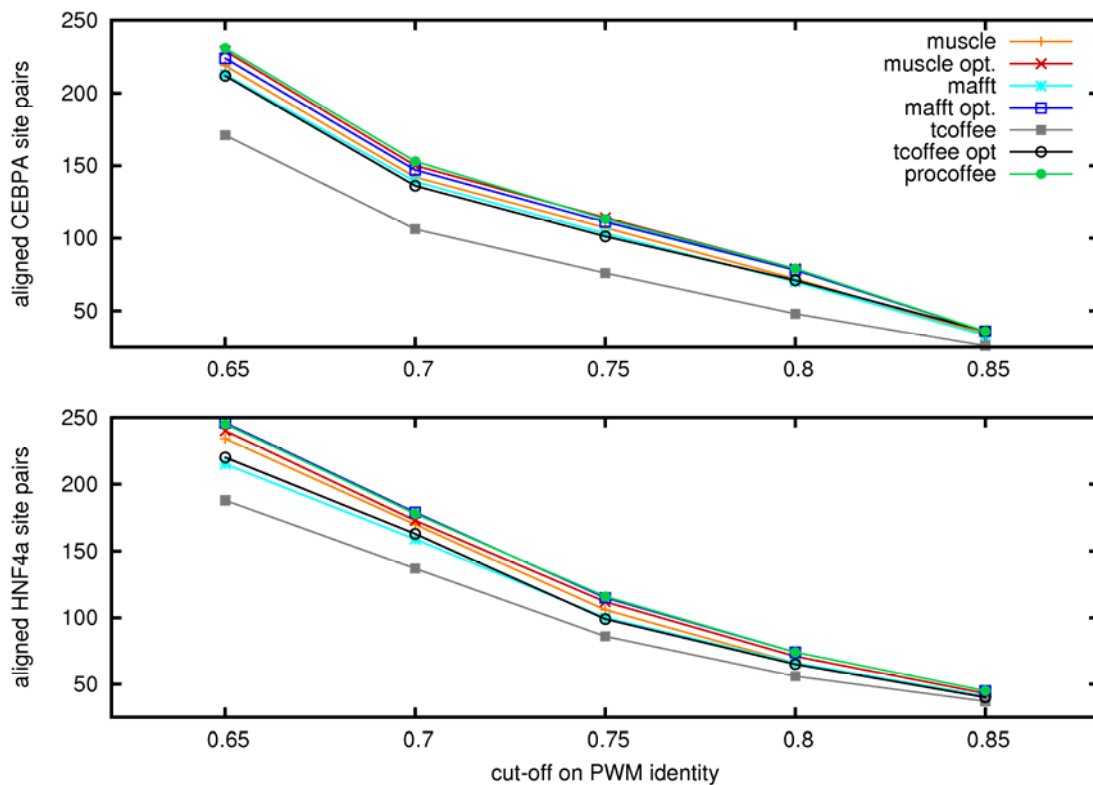 250
200
150
100
50
aligned CEBPA site pairs
muscle
muscle opt.
mafft
mafft opt.
tcoffee
tcoffee opt
procoffee
0.65 0.7 0.75 0.8 0.85
250
200
150
100
50
aligned HNF4a site pairs
0.65 0.7 0.75 0.8 0.85
cut-off on PWM identity